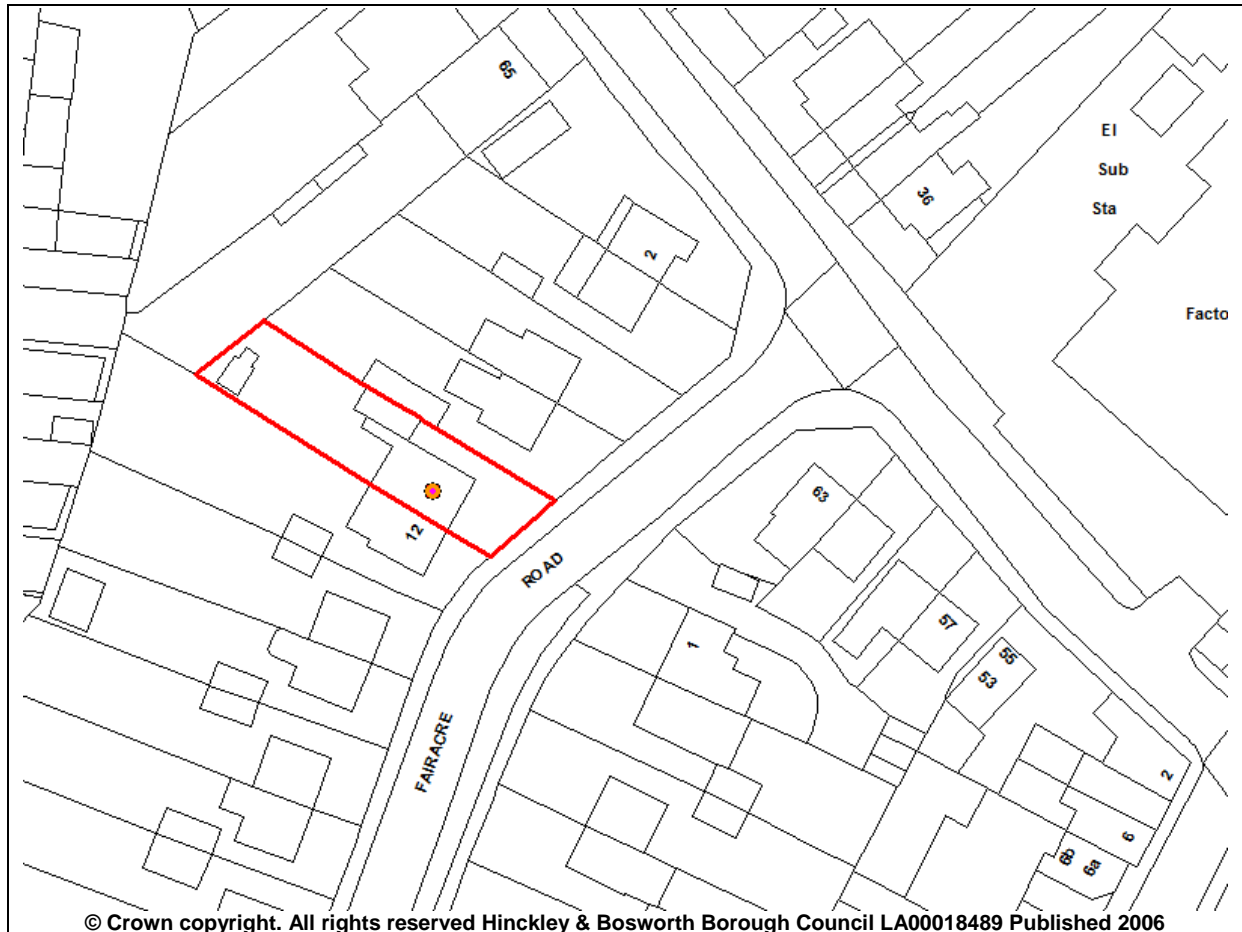 65
El
Sub
Sta
36
2
Facto
63
12
ROAD
57
1
55
53
FAIRACRE
2
6
6b
6a
© Crown copyright. All rights reserved Hinckley & Bosworth Borough Council LA00018489 Published 2006